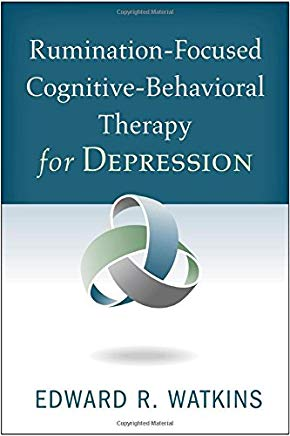 Rumination-Focused
Cognitive-Behavioral
Therapy
for DEPRESSION
EDWARD R. WATKINS